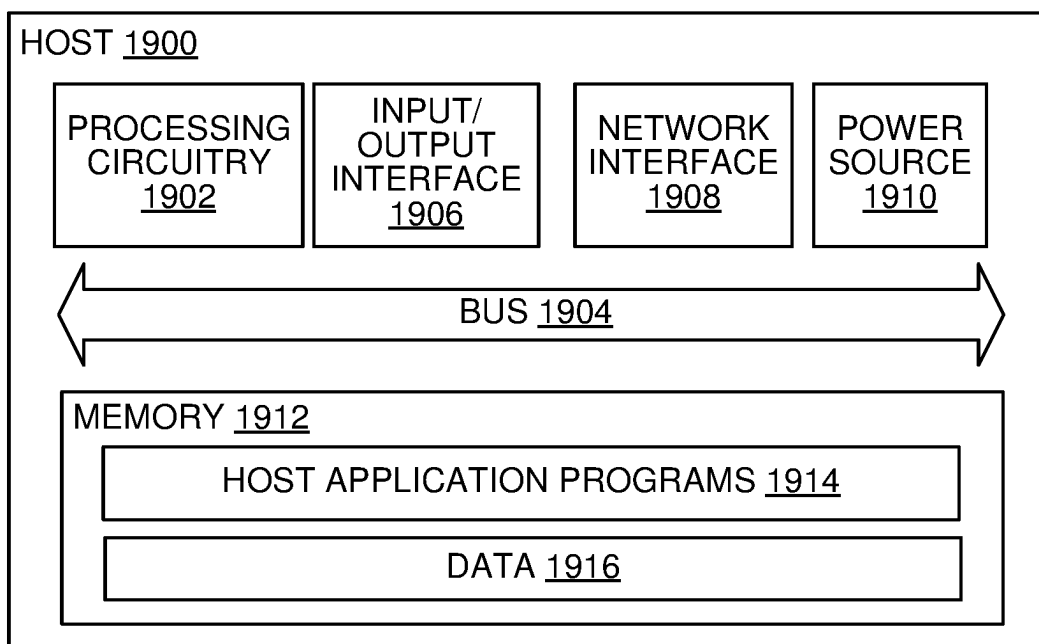 HOST 1900
PROCESSING
CIRCUITRY
1902
INPUT/
OUTPUT
INTERFACE
1906
NETWORK
INTERFACE
1908
POWER
SOURCE
1910
BUS 1904
MEMORY 1912
HOST APPLICATION PROGRAMS 1914
DATA 1916